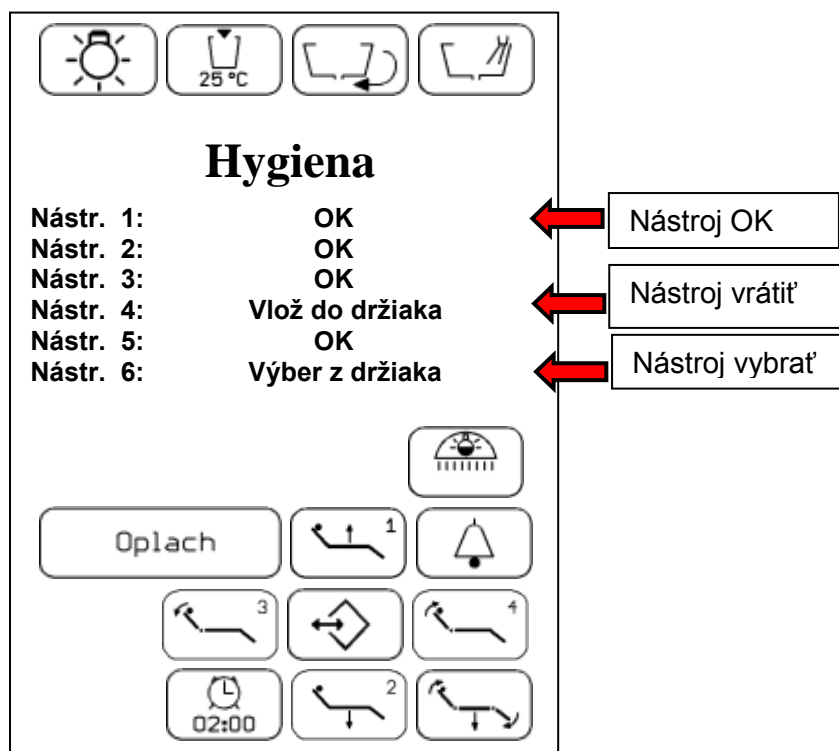 25 °C
Hygiena
Nástr. 1: OK
Nástroj OK
Nástr. 2: OK
Nástr. 3: OK
Nástr. 4: Vlož do držiaka
Nástroj vrátiť
Nástr. 5: OK
Nástr. 6: Výber z držiaka
Nástroj vybrať
Oplach
1
3
4
02:00
2